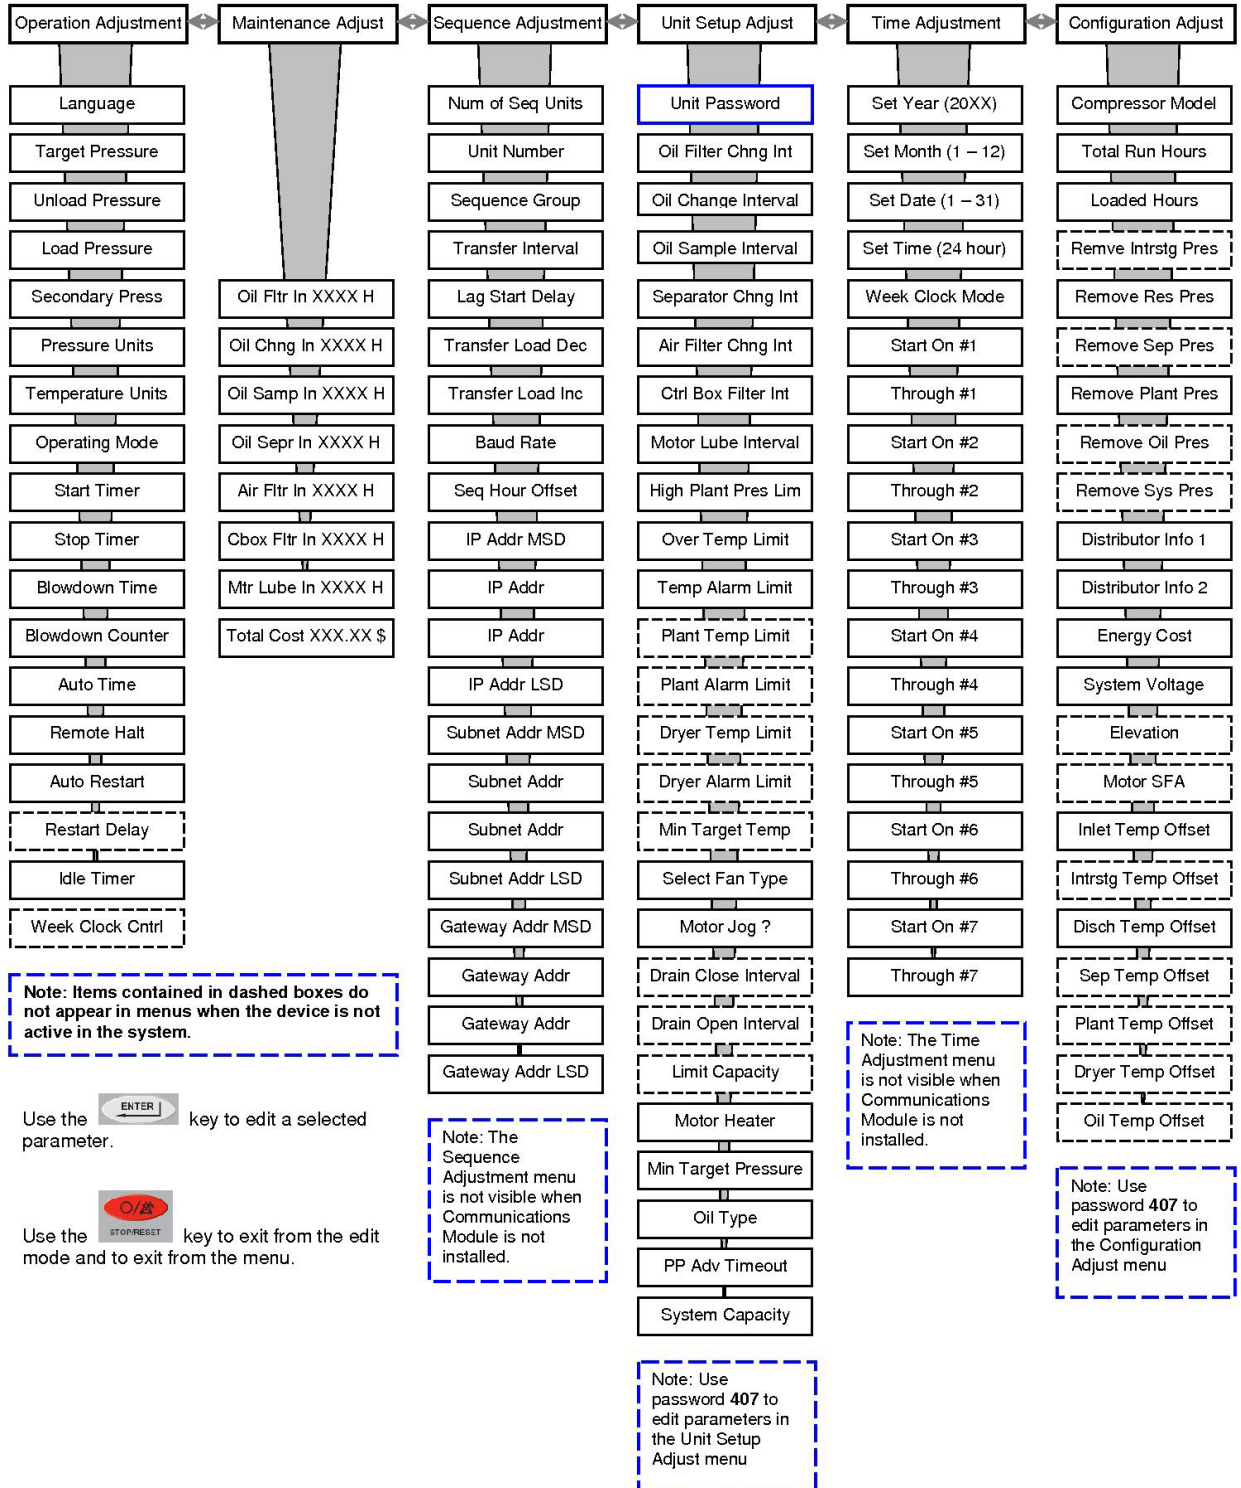 Operation Adjustment
Maintenance Adjust
Sequence Adjustment
Unit Setup Adjust
Time Adjustment
Configuration Adjust
Language
Target Pressure
Unload Pressure
Load Pressure
Secondary Press
Pressure Units
Temperature Units
Operating Mode
Start Timer
Stop Timer
Blowdown Time
Blowdown Counter
Auto Time
Remote Halt
Auto Restart
Restart Delay
Idle Timer
Week Clock Cntrl
Note: Items contained in dashed boxes do
not appear in menus when the device is not
active in the system.
Use the ENTER key to edit a selected
parameter.
Use the STOP/RESET key to exit from the edit
mode and to exit from the menu.
Oil Fltr In XXXX H
Oil Chng In XXXX H
Oil Samp In XXXX H
Oil Sepr In XXXX H
Air Fltr In XXXX H
Cbox Fltr In XXXX H
Mtr Lube In XXXX H
Total Cost XXX.XX $
Num of Seq Units
Unit Number
Sequence Group
Transfer Interval
Lag Start Delay
Transfer Load Dec
Transfer Load Inc
Baud Rate
Seq Hour Offset
IP Addr MSD
IP Addr
IP Addr
IP Addr LSD
Subnet Addr MSD
Subnet Addr
Subnet Addr
Subnet Addr LSD
Gateway Addr MSD
Gateway Addr
Gateway Addr
Gateway Addr LSD
Note: The
Sequence
Adjustment menu
is not visible when
Communications
Module is not
installed.
Unit Password
Oil Filter Chng Int
Oil Change Interval
Oil Sample Interval
Separator Chng Int
Air Filter Chng Int
Ctrl Box Filter Int
Motor Lube Interval
High Plant Pres Lim
Over Temp Limit
Temp Alarm Limit
Plant Temp Limit
Plant Alarm Limit
Dryer Temp Limit
Dryer Alarm Limit
Min Target Temp
Select Fan Type
Motor Jog ?
Drain Close Interval
Drain Open Interval
Limit Capacity
Motor Heater
Min Target Pressure
Oil Type
PP Adv Timeout
System Capacity
Note: Use
password 407 to
edit parameters in
the Unit Setup
Adjust menu
Set Year (20XX)
Set Month (1 – 12)
Set Date (1 – 31)
Set Time (24 hour)
Week Clock Mode
Start On #1
Through #1
Start On #2
Through #2
Start On #3
Through #3
Start On #4
Through #4
Start On #5
Through #5
Start On #6
Through #6
Start On #7
Through #7
Note: The Time
Adjustment menu
is not visible when
Communications
Module is not
installed.
Compressor Model
Total Run Hours
Loaded Hours
Remve Intrstg Pres
Remove Res Pres
Remove Sep Pres
Remove Plant Pres
Remove Oil Pres
Remove Sys Pres
Distributor Info 1
Distributor Info 2
Energy Cost
System Voltage
Elevation
Motor SFA
Inlet Temp Offset
Intrstg Temp Offset
Disch Temp Offset
Sep Temp Offset
Plant Temp Offset
Dryer Temp Offset
Oil Temp Offset
Note: Use
password 407 to
edit parameters in
the Configuration
Adjust menu